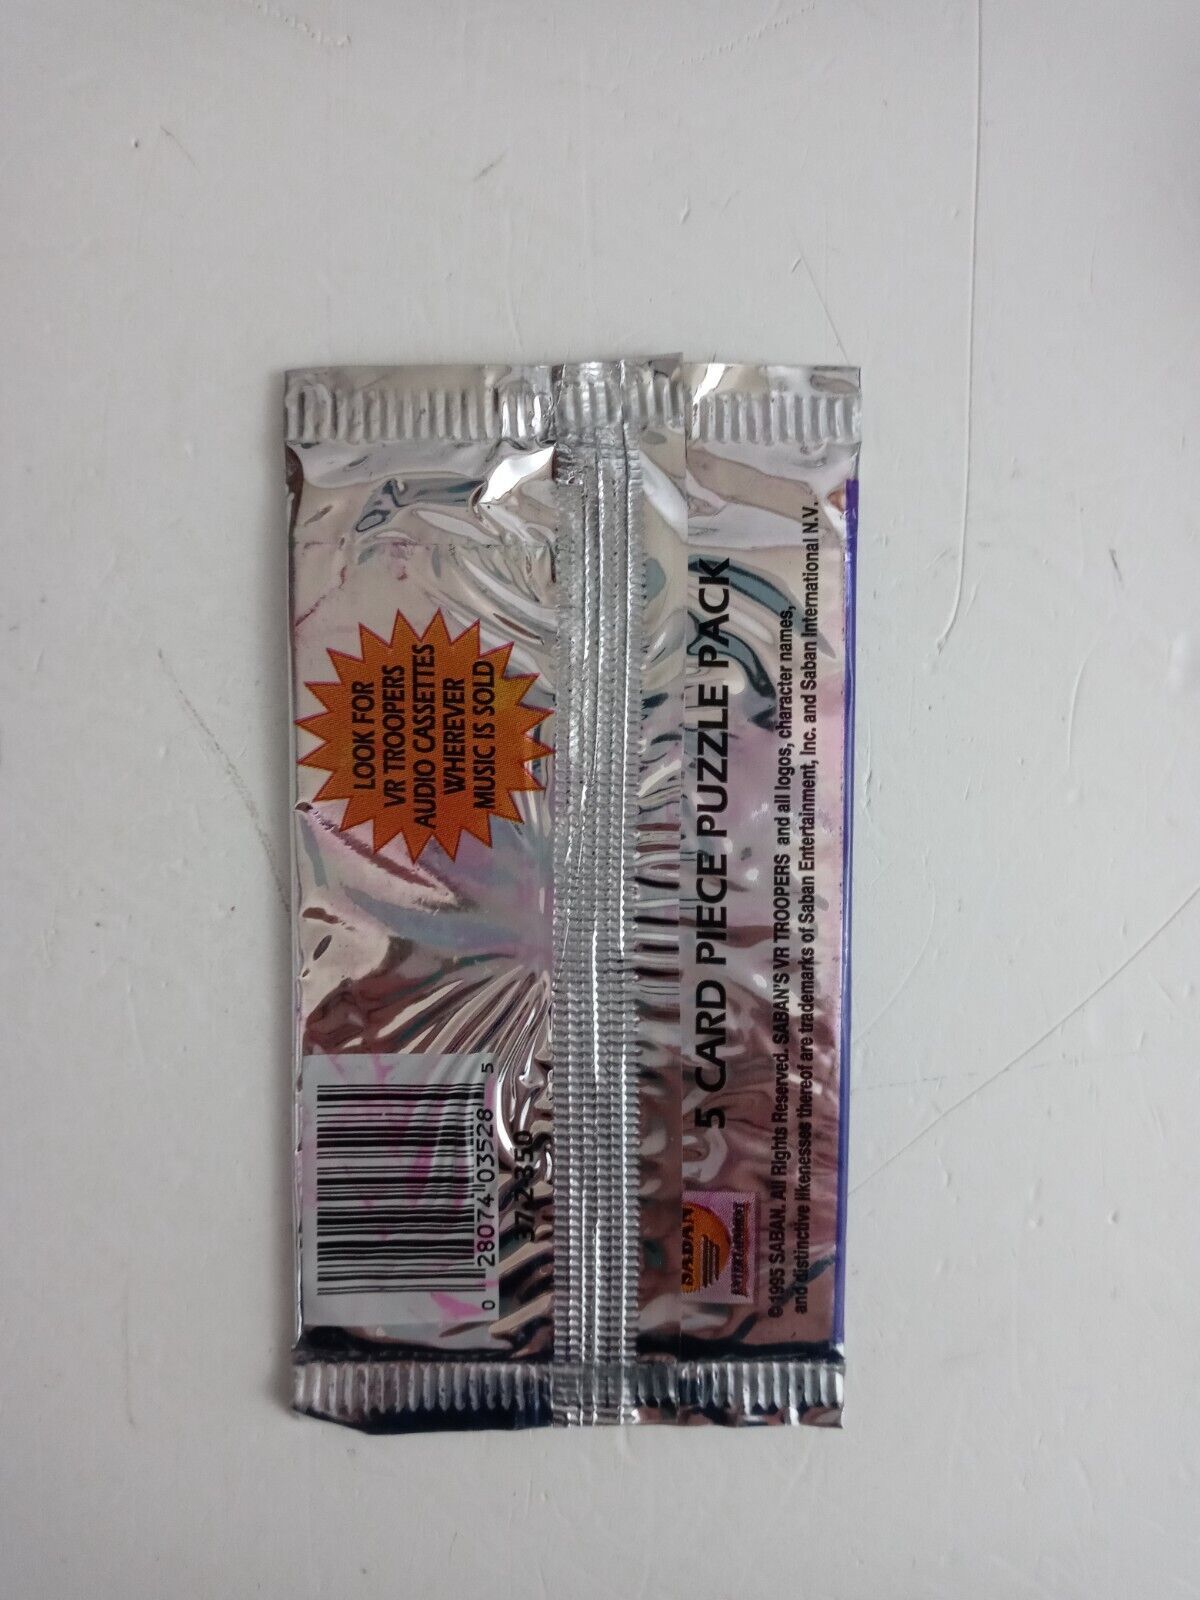 LOOK FOR
VR TROOPERS
AUDIO CASSETTES
WHEREVER
MUSIC IS SOLD
0 28074 03528 5
372850
5 CARD PIECE PUZZLE PACK
SABAN
ENTERTAINMENT
©1995 SABAN. All Rights Reserved. SABAN'S VR TROOPERS and all logos, character names,
and distinctive likenesses thereof are trademarks of Saban Entertainment, Inc. and Saban International N.V.